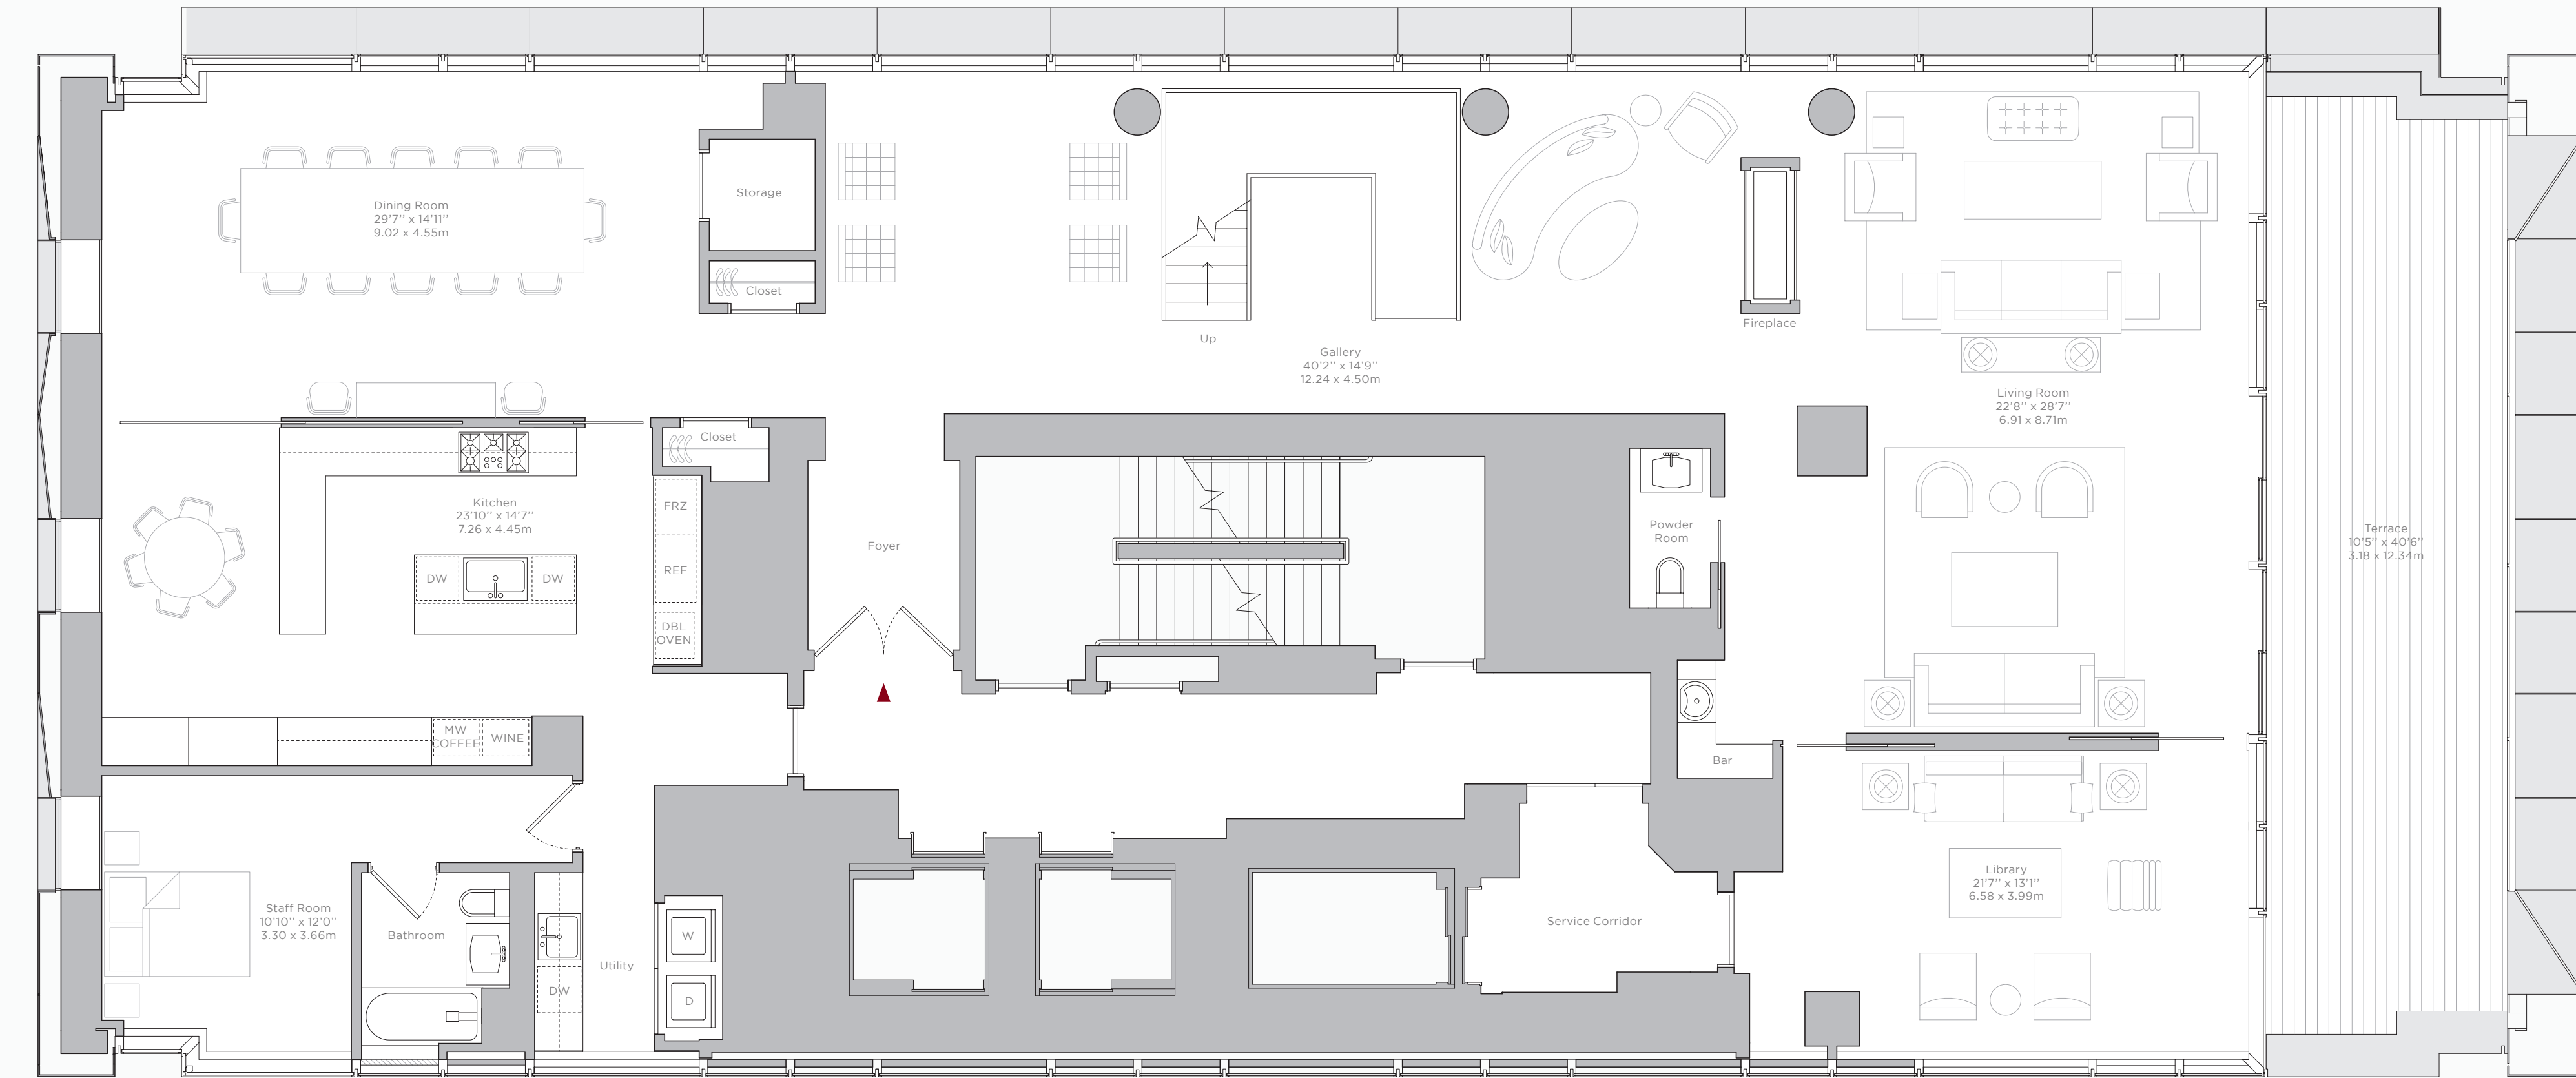 Dining Room
29'7'' x 14'11''
9.02 x 4.55m
Storage
Closet
Up
Gallery
40'2'' x 14'9''
12.24 x 4.50m
Fireplace
Living Room
22'8'' x 28'7''
6.91 x 8.71m
Closet
Kitchen
23'10'' x 14'7''
7.26 x 4.45m
FRZ
REF
DBL
OVEN
DW
DW
Foyer
Powder
Room
Terrace
10'5'' x 40'6''
3.18 x 12.34m
MW
COFFEE
WINE
Bar
Staff Room
10'10'' x 12'0''
3.30 x 3.66m
Bathroom
Utility
DW
W
D
Service Corridor
Library
21'7'' x 13'1''
6.58 x 3.99m